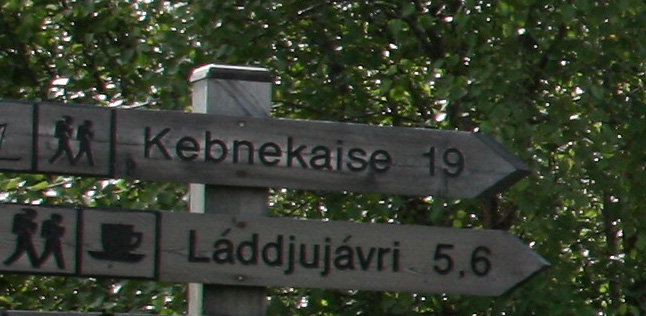 Kebnekaise 19
Láddjujávri 5,6